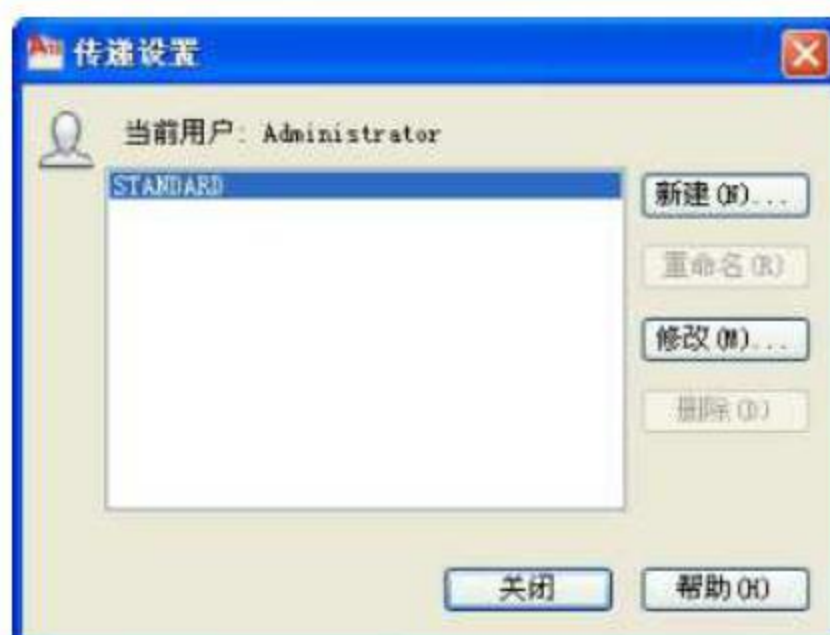 传递设置
当前用户: Administrator
STANDARD
新建(N)...
重命名(R)
修改(M)...
删除(D)
关闭
帮助(H)